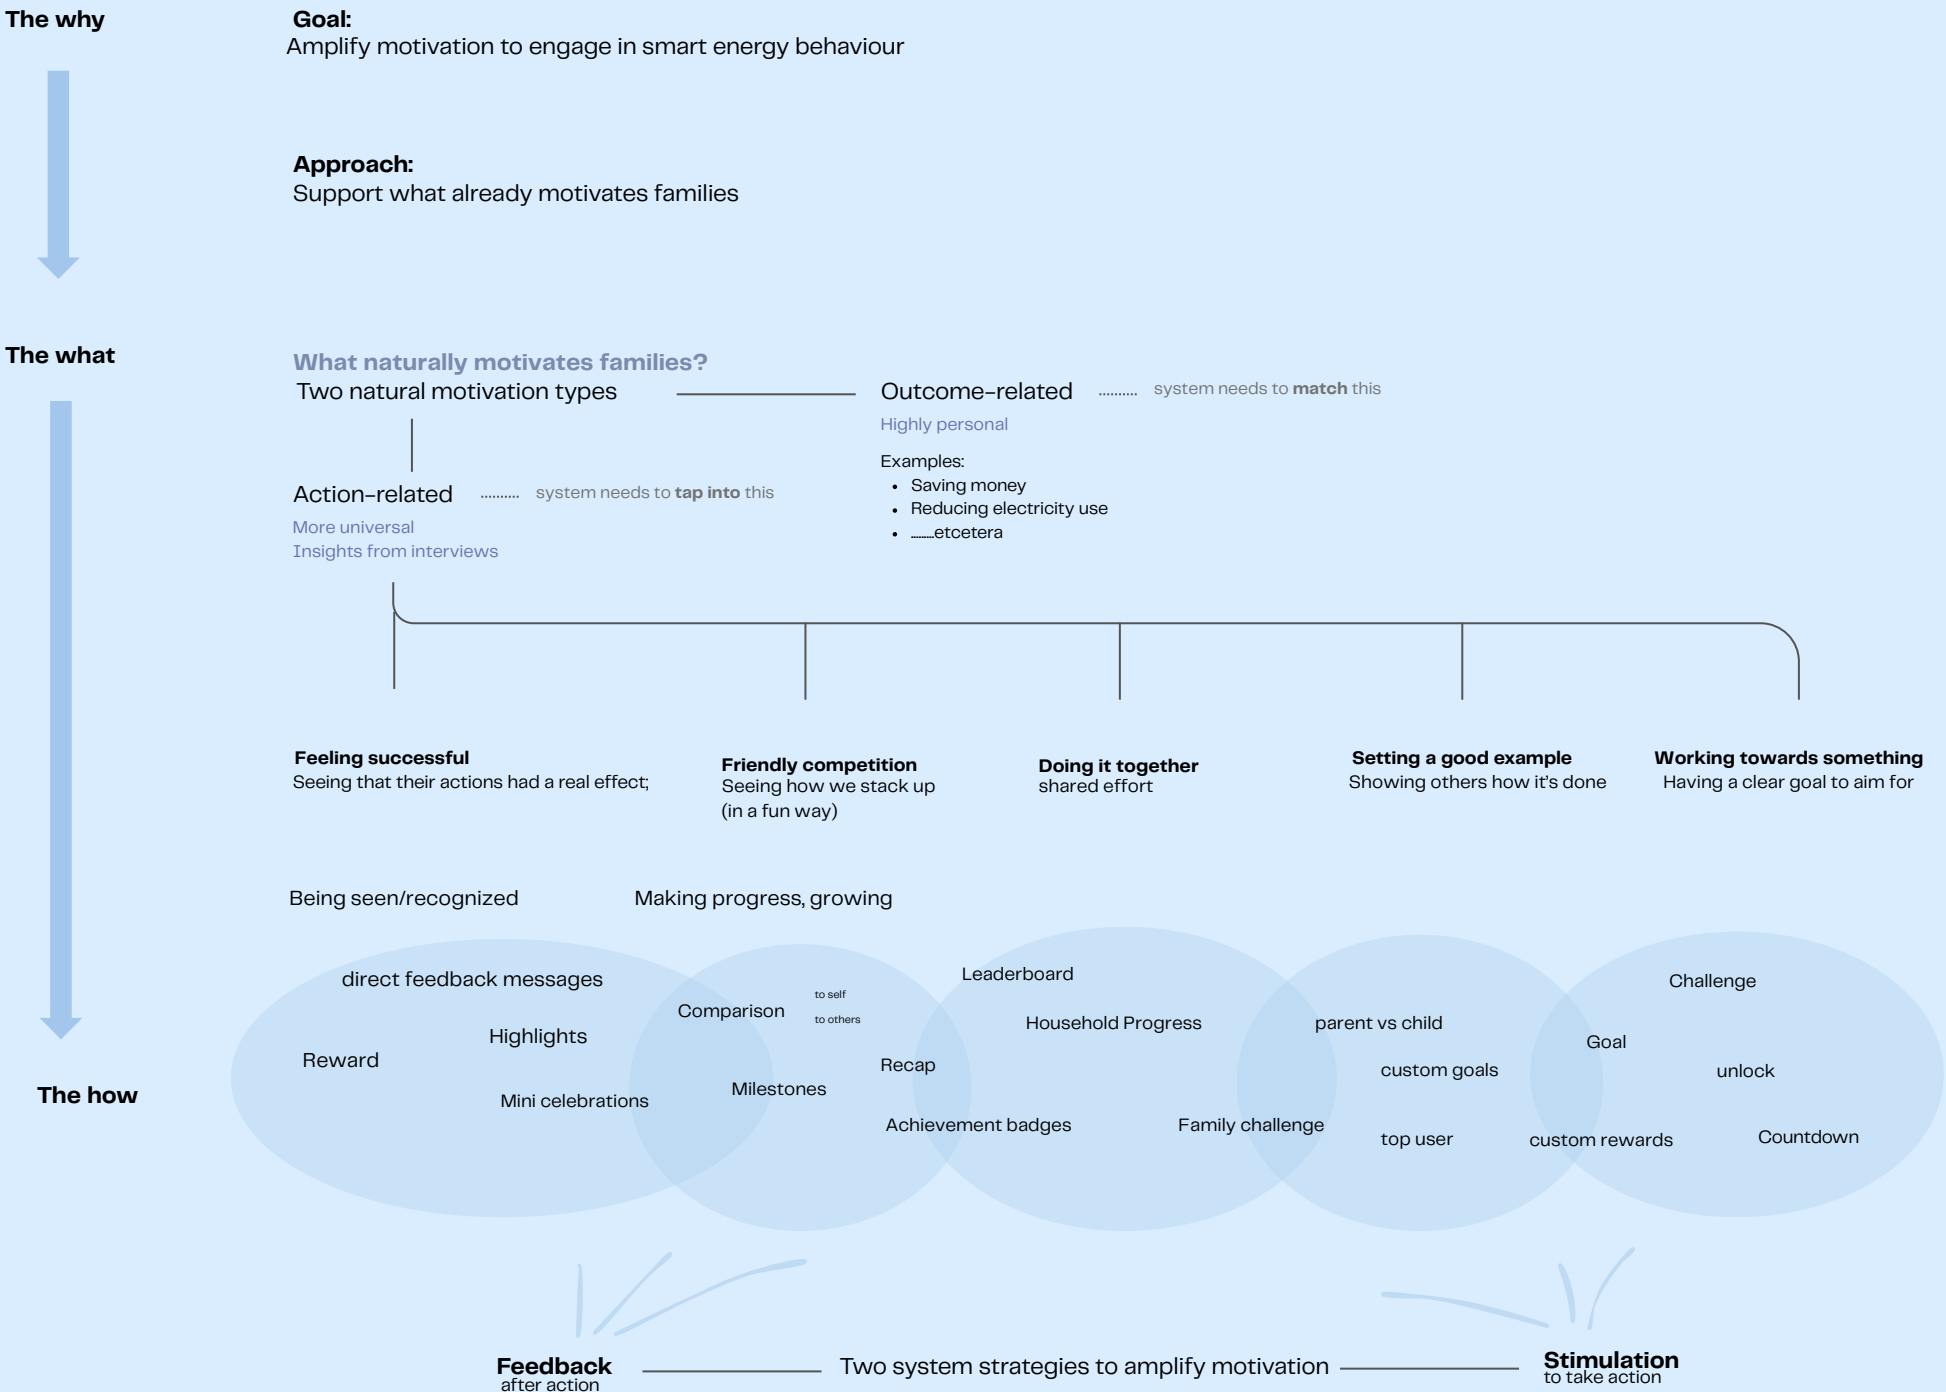 The why
Goal:
Amplify motivation to engage in smart energy behaviour
Approach:
Support what already motivates families
The what
What naturally motivates families?
Two natural motivation types
Outcome-related .......... system needs to match this
Highly personal
Examples:
• Saving money
• Reducing electricity use
• .........etcetera
Action-related .......... system needs to tap into this
More universal
Insights from interviews
Feeling successful
Seeing that their actions had a real effect;
Friendly competition
Seeing how we stack up
(in a fun way)
Doing it together
shared effort
Setting a good example
Showing others how it's done
Working towards something
Having a clear goal to aim for
Being seen/recognized
Making progress, growing
The how
direct feedback messages
Highlights
Reward
Mini celebrations
Comparison
to self
to others
Milestones
Recap
Achievement badges
Leaderboard
Household Progress
Family challenge
parent vs child
custom goals
top user
Goal
custom rewards
Challenge
unlock
Countdown
Feedback
after action
Two system strategies to amplify motivation
Stimulation
to take action